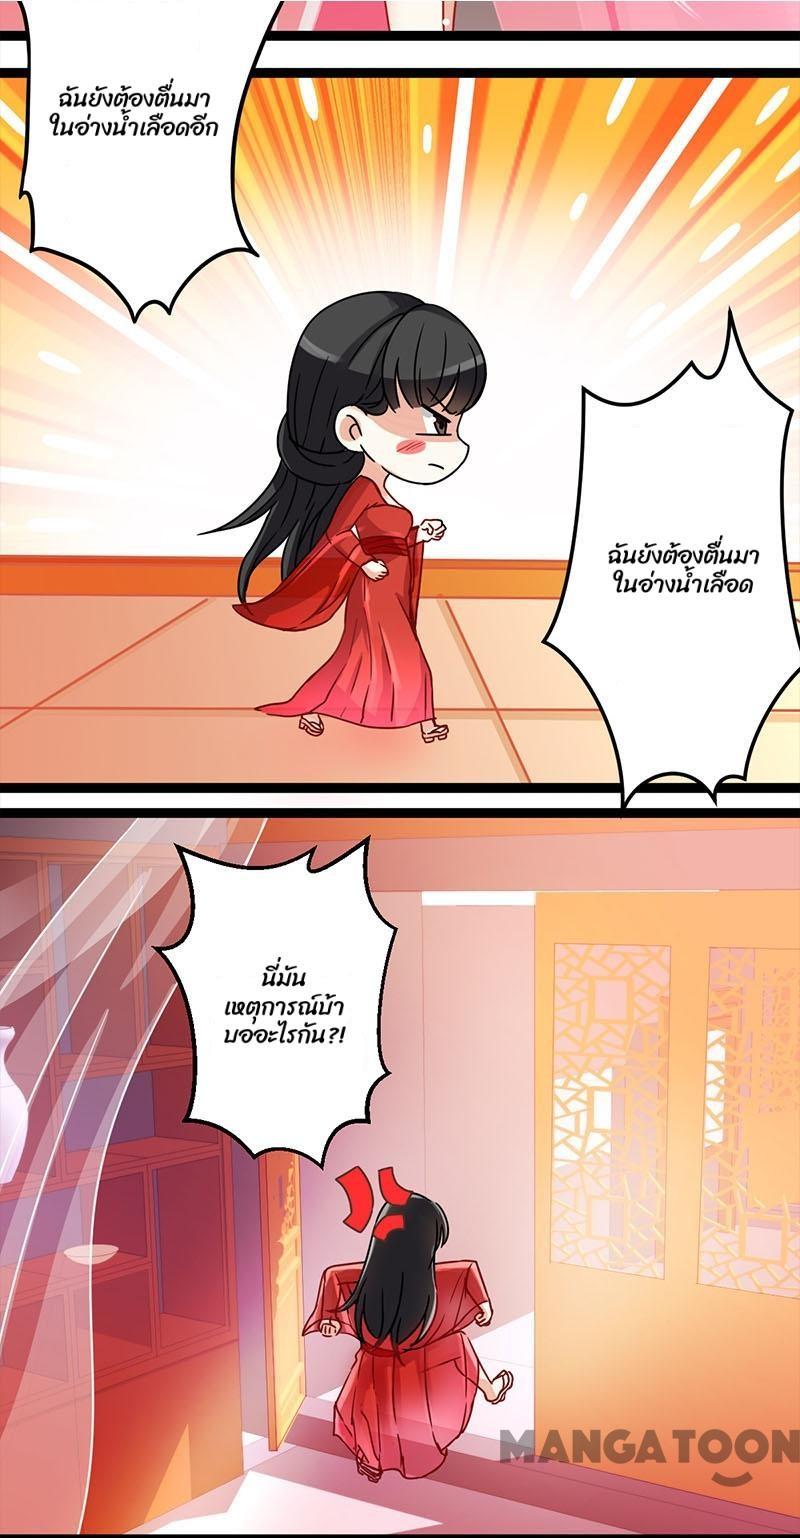 ฉันยังต้องตื่นมา
ในอ่างน้ำเลือดอีก
ฉันยังต้องตื่นมา
ในอ่างน้ำเลือด
นี่มัน
เหตุการณ์บ้า
บออะไรกัน?!
MANGATOON